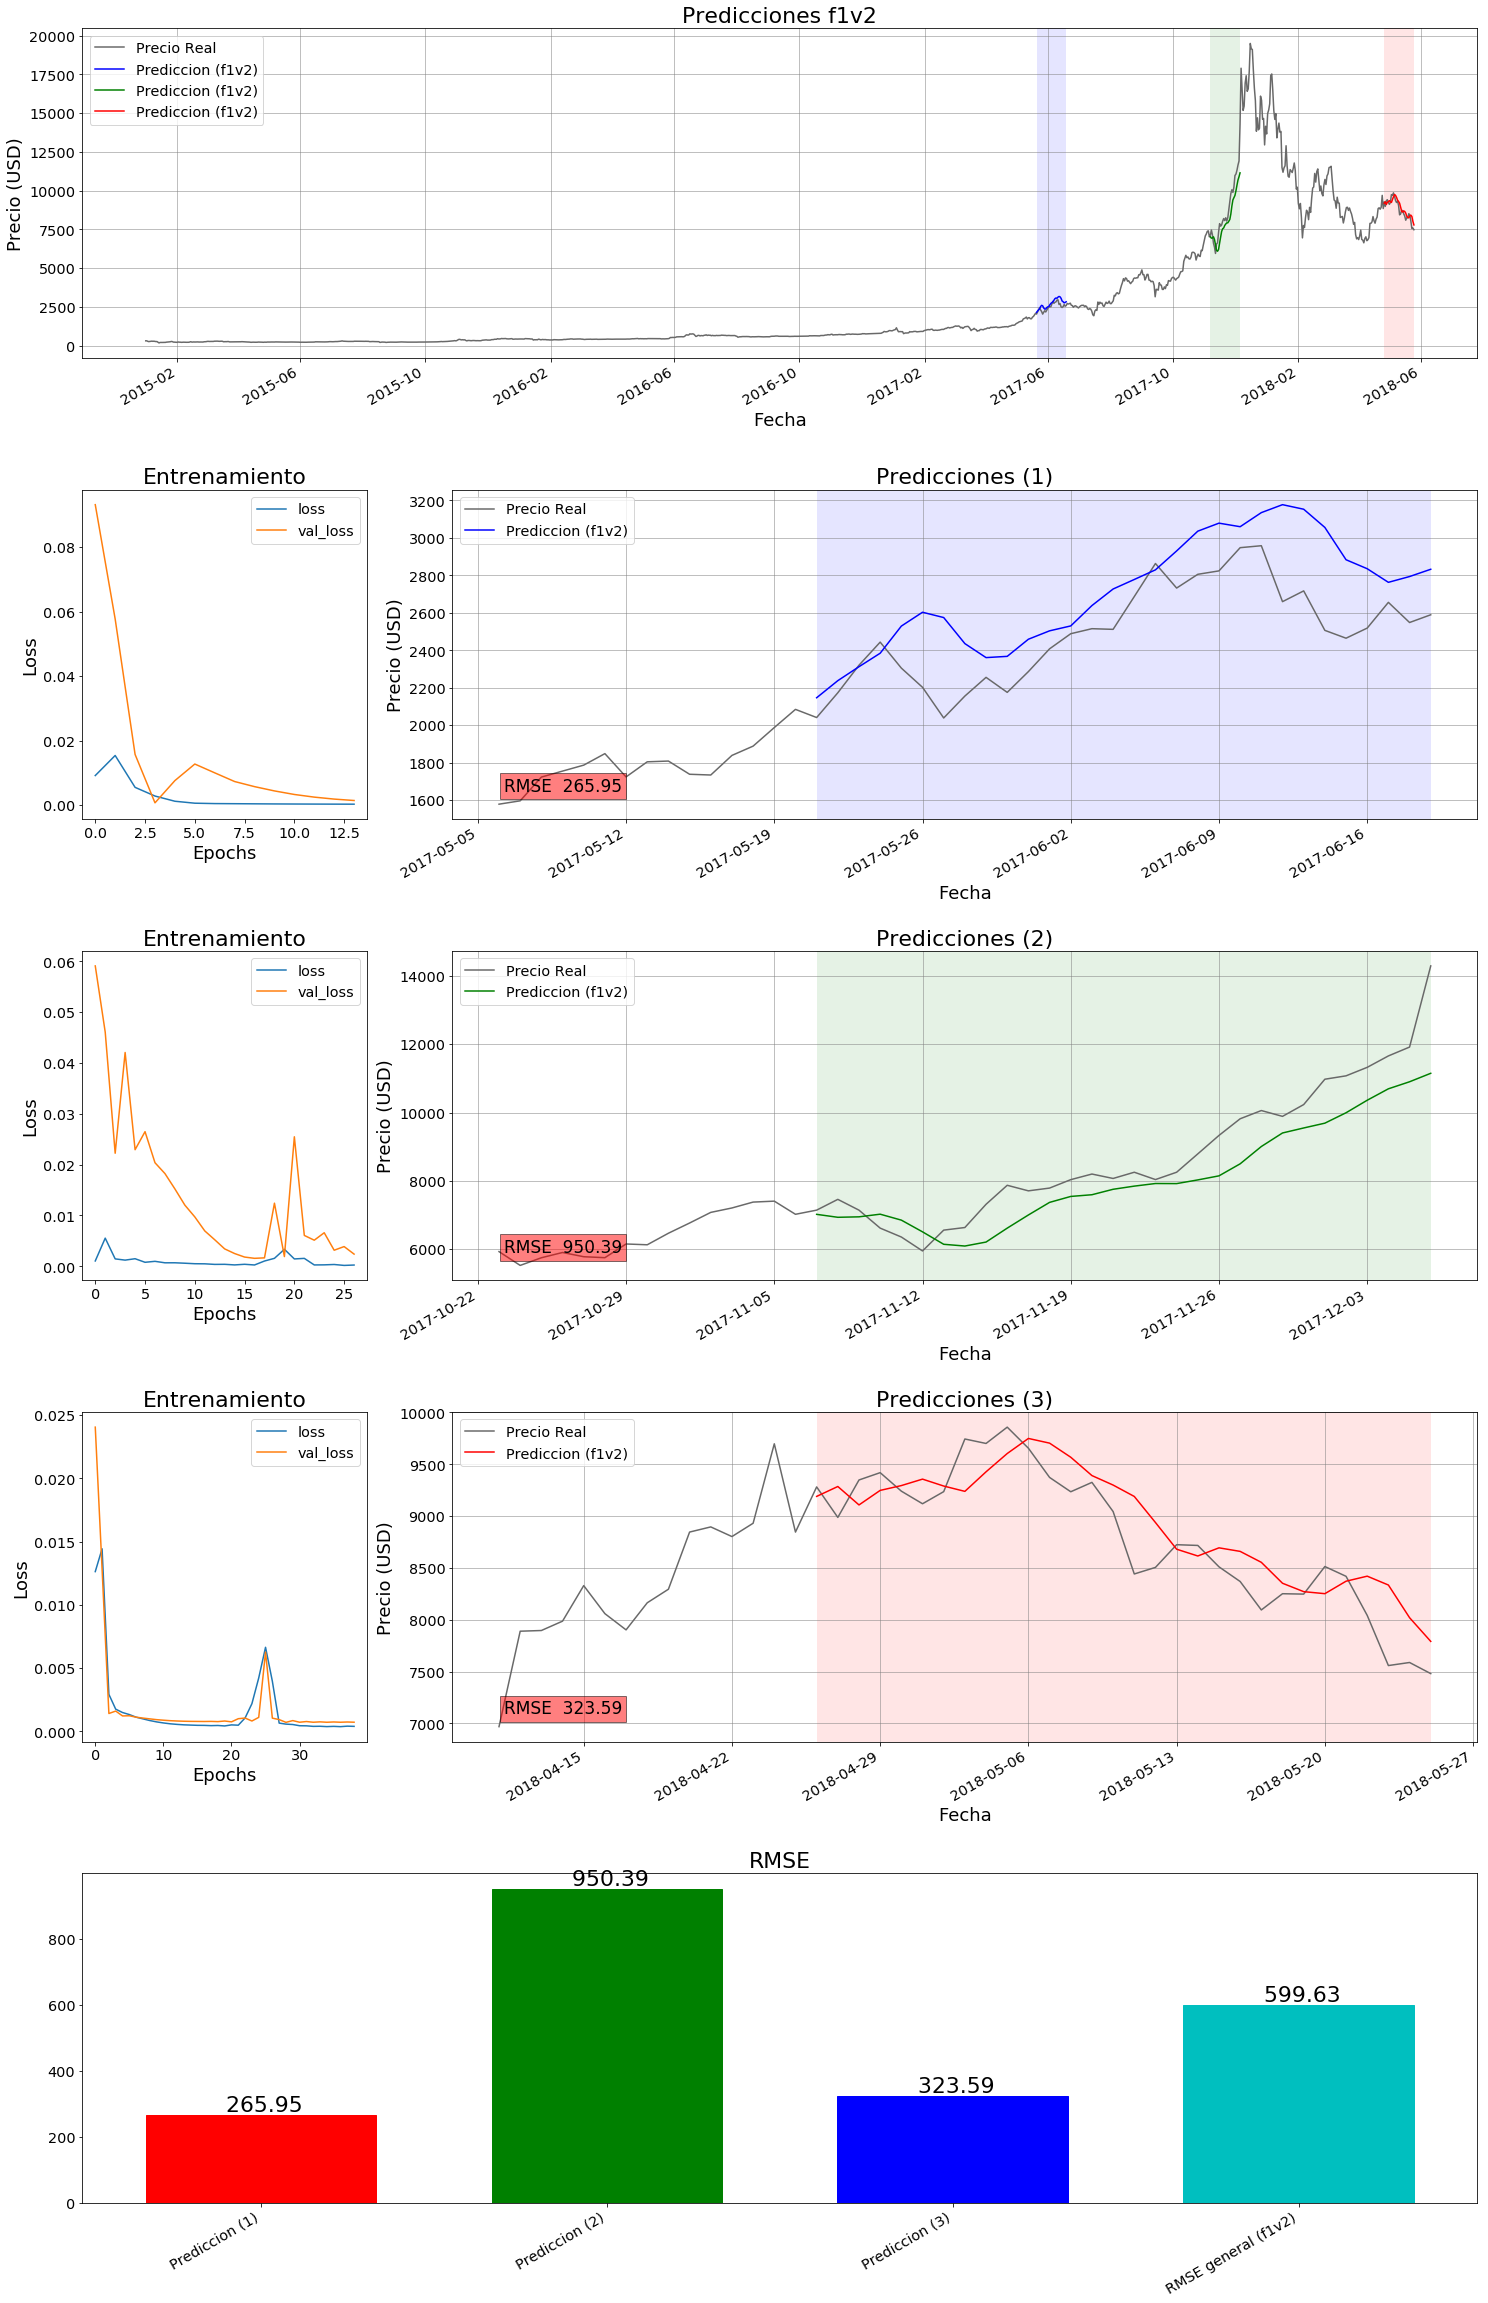 Predicciones f1v2
Precio (USD)
20000
17500
15000
12500
10000
7500
5000
2500
0
Precio Real
Prediccion (f1v2)
Prediccion (f1v2)
Prediccion (f1v2)
2015-02 2015-06 2015-10 2016-02 2016-06 2016-10 2017-02 2017-06 2017-10 2018-02 2018-06
Fecha
Entrenamiento
Loss
0.08
0.06
0.04
0.02
0.00
loss
val_loss
0.0 2.5 5.0 7.5 10.0 12.5
Epochs
Predicciones (1)
Precio (USD)
3200
3000
2800
2600
2400
2200
2000
1800
1600
Precio Real
Prediccion (f1v2)
RMSE 265.95
2017-05-05 2017-05-12 2017-05-19 2017-05-26 2017-06-02 2017-06-09 2017-06-16
Fecha
Entrenamiento
Loss
0.06
0.05
0.04
0.03
0.02
0.01
0.00
loss
val_loss
0 5 10 15 20 25
Epochs
Predicciones (2)
Precio (USD)
14000
12000
10000
8000
6000
Precio Real
Prediccion (f1v2)
RMSE 950.39
2017-10-22 2017-10-29 2017-11-05 2017-11-12 2017-11-19 2017-11-26 2017-12-03
Fecha
Entrenamiento
Loss
0.025
0.020
0.015
0.010
0.005
0.000
loss
val_loss
0 10 20 30
Epochs
Predicciones (3)
Precio (USD)
10000
9500
9000
8500
8000
7500
7000
Precio Real
Prediccion (f1v2)
RMSE 323.59
2018-04-15 2018-04-22 2018-04-29 2018-05-06 2018-05-13 2018-05-20 2018-05-27
Fecha
RMSE
800
600
400
200
0
265.95
950.39
323.59
599.63
Prediccion (1) Prediccion (2) Prediccion (3) RMSE general (f1v2)